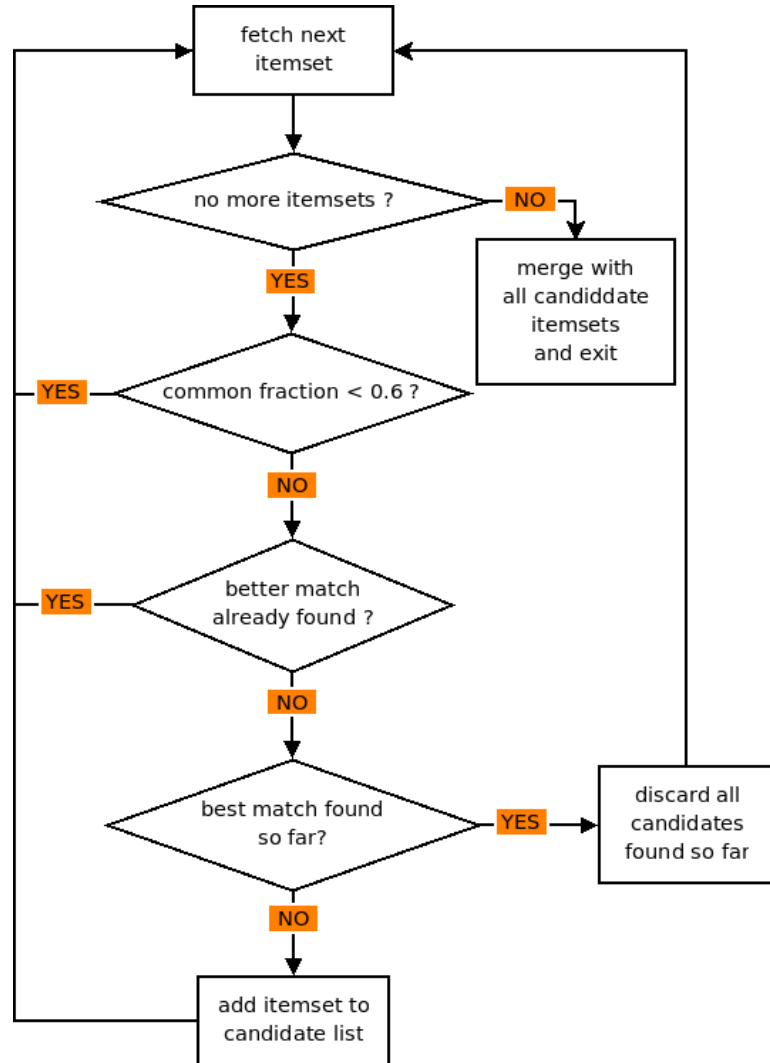 fetch next
itemset
no more itemsets ?
NO
YES
merge with
all candiddate
itemsets
and exit
common fraction < 0.6 ?
YES
NO
better match
already found ?
YES
NO
best match found
so far?
YES
discard all
candidates
found so far
NO
add itemset to
candidate list